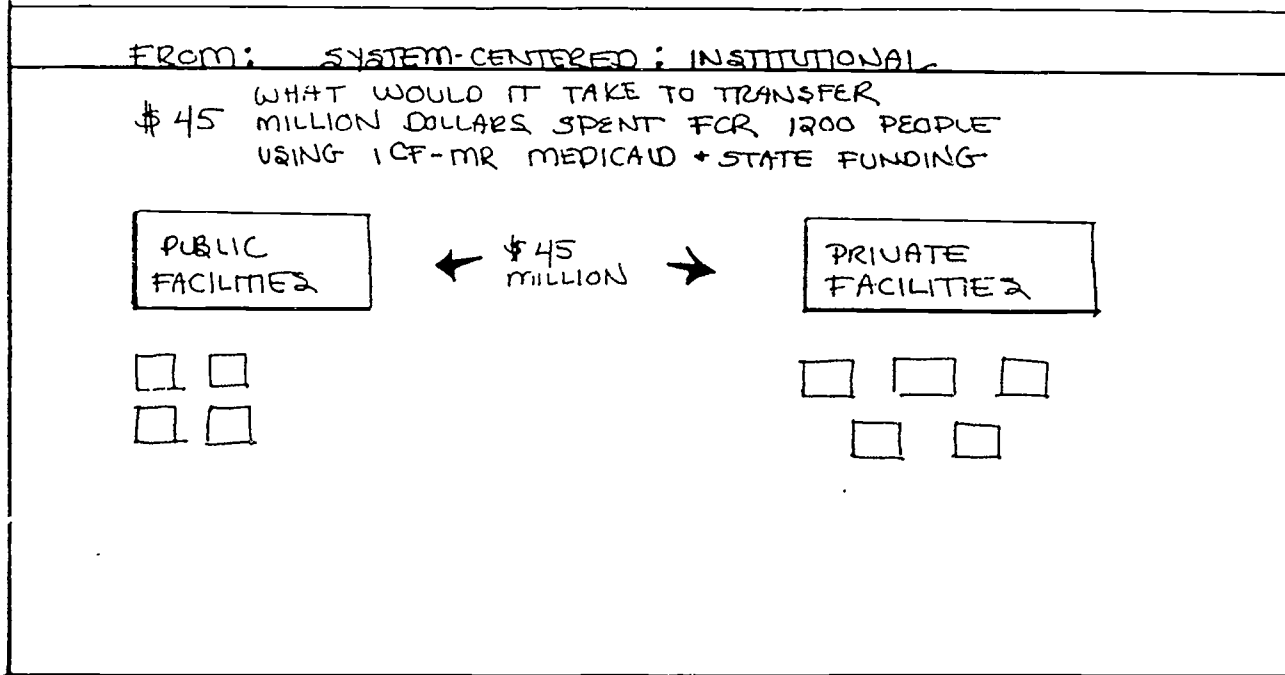 FROM: SYSTEM-CENTERED: INSTITUTIONAL
WHAT WOULD IT TAKE TO TRANSFER
$45 MILLION DOLLARS SPENT FOR 1200 PEOPLE
USING ICF-MR MEDICAID + STATE FUNDING
PUBLIC
FACILITIES
$45
MILLION
PRIVATE
FACILITIES